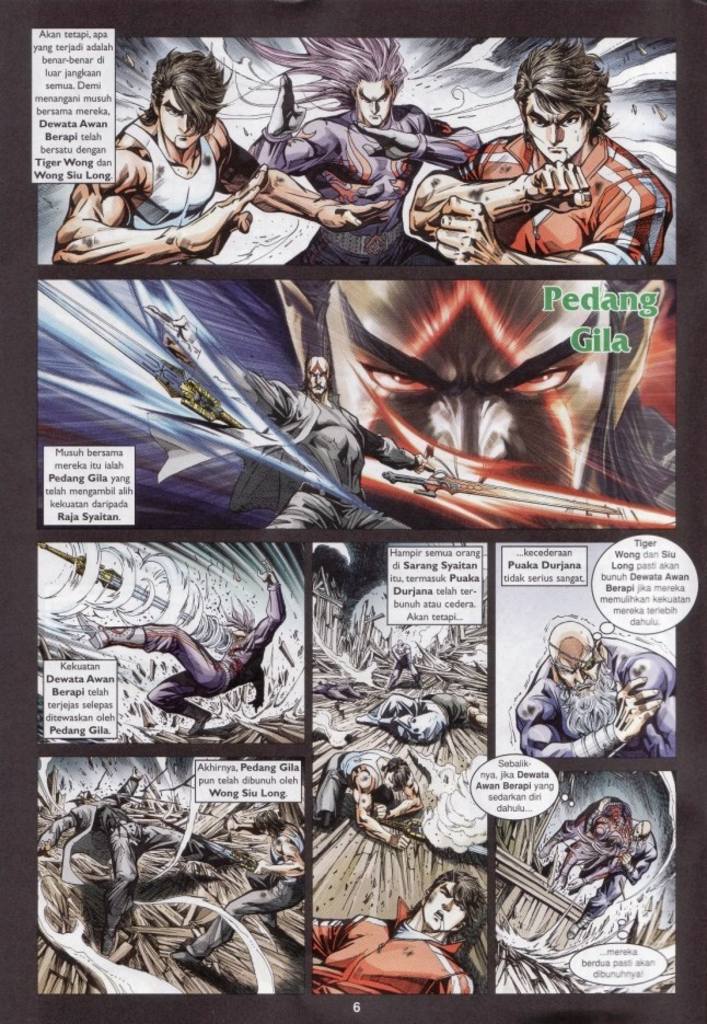 Akan tetapi, apa
yang terjadi adalah
benar-benar di
luar jangkaan
semua. Demi
menangani musuh
bersama mereka,
Dewata Awan
Berapi telah
bersatu dengan
Tiger Wong dan
Wong Siu Long.
Pedang
Gila
Musuh bersama
mereka itu ialah
Pedang Gila yang
telah mengambil alih
kekuatan daripada
Raja Syaitan.
Kekuatan
Dewata Awan
Berapi telah
terjejas selepas
ditewaskan oleh
Pedang Gila.
Hampir semua orang
di Sarang Syaitan
itu, termasuk Puaka
Durjana telah ter-
bunuh atau cedera.
Akan tetapi...
...kecederaan
Puaka Durjana
tidak serius sangat.
Tiger
Wong dan Siu
Long pasti akan
bunuh Dewata Awan
Berapi jika mereka
memulihkan kekuatan
mereka terlebih
dahulu.
Akhirnya, Pedang Gila
pun telah dibunuh oleh
Wong Siu Long.
Sebalik-
nya, jika Dewata
Awan Berapi yang
sedarkan diri
dahulu...
...mereka
berdua pasti akan
dibunuhnya!
6